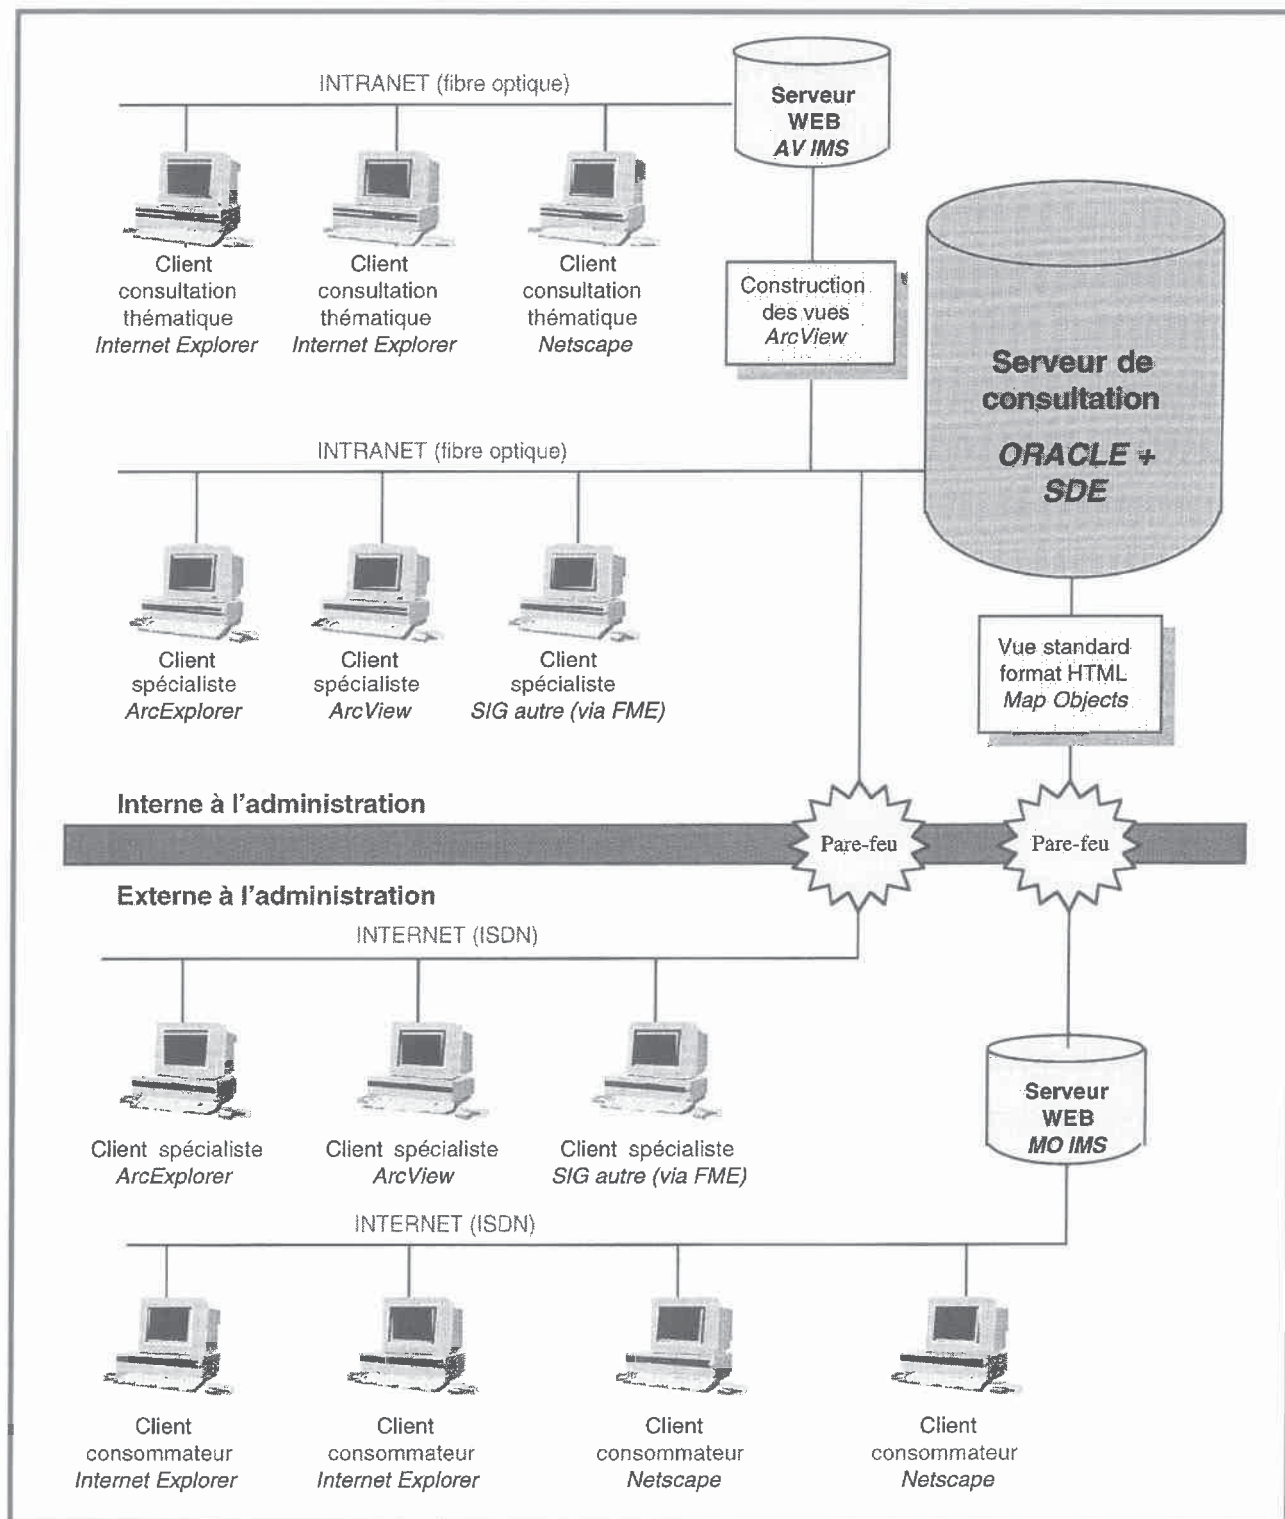 INTRANET (fibre optique)
Serveur
WEB
AV IMS
Client
consultation
thématique
Internet Explorer
Client
consultation
thématique
Internet Explorer
Client
consultation
thématique
Netscape
Construction
des vues
ArcView
Serveur de
consultation
ORACLE +
SDE
INTRANET (fibre optique)
Client
spécialiste
ArcExplorer
Client
spécialiste
ArcView
Client
spécialiste
SIG autre (via FME)
Vue standard
format HTML
Map Objects
Interne à l'administration
Pare-feu
Pare-feu
Externe à l'administration
INTERNET (ISDN)
Client spécialiste
ArcExplorer
Client spécialiste
ArcView
Client spécialiste
SIG autre (via FME)
Serveur
WEB
MO IMS
INTERNET (ISDN)
Client
consommateur
Internet Explorer
Client
consommateur
Internet Explorer
Client
consommateur
Netscape
Client
consommateur
Netscape